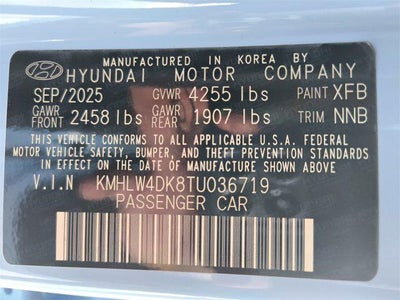 MANUFACTURED IN KOREA BY
HYUNDAI MOTOR COMPANY
SEP/2025 GVWR 4255 lbs PAINT XFB
GAWR FRONT 2458 lbs GAWR REAR 1907 lbs TRIM NNB
THIS VEHICLE CONFORMS TO ALL APPLICABLE U.S.A. FEDERAL
MOTOR VEHICLE SAFETY, BUMPER, AND THEFT PREVENTION STANDARDS
IN EFFECT ON THE DATE OF MANUFACTURE SHOWN ABOVE
V.I.N KMHLW4DK8TU036719
PASSENGER CAR